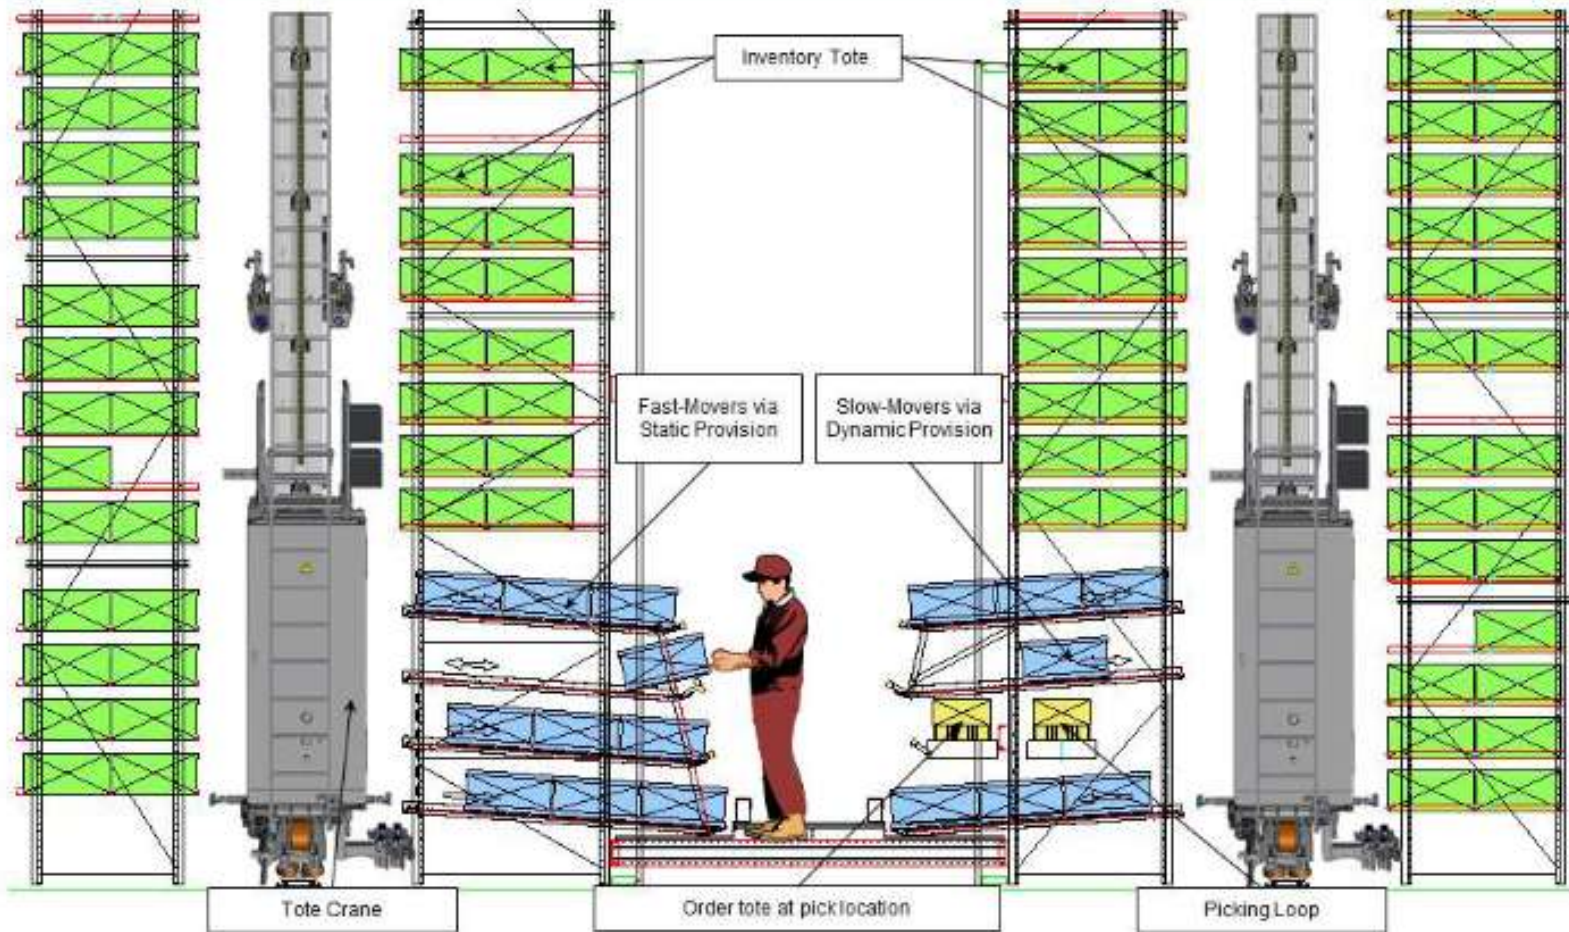 Inventory Tote
Fast-Movers via
Static Provision
Slow-Movers via
Dynamic Provision
Tote Crane
Order tote at pick location
Picking Loop